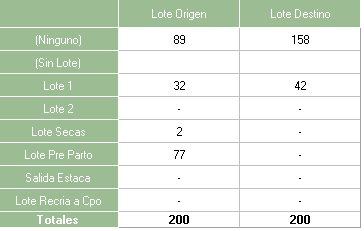 Lote Origen Lote Destino
(Ninguno) 89 158
(Sin Lote)
Lote 1 32 42
Lote 2 - -
Lote Secas 2 -
Lote Pre Parto 77 -
Salida Estaca - -
Lote Recria a Cpo - -
Totales 200 200